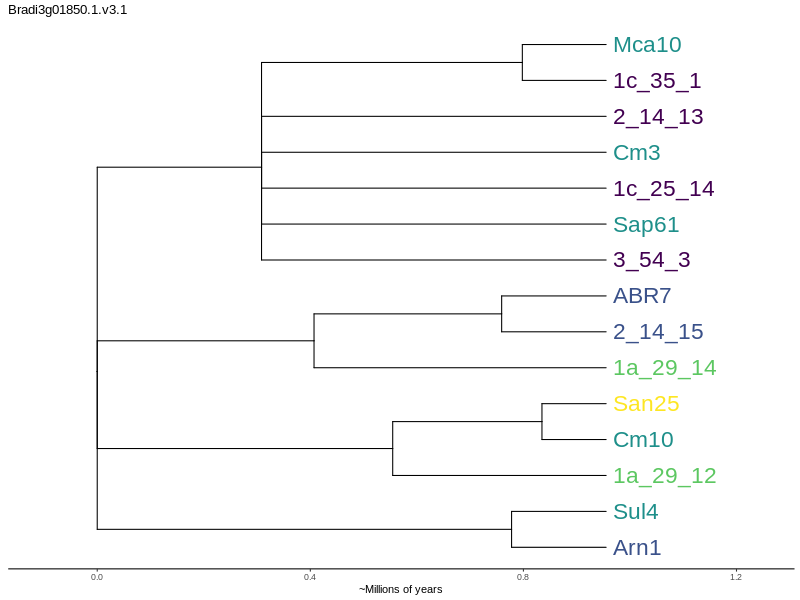 Bradi3g01850.1.v3.1
Mca10
1c_35_1
2_14_13
Cm3
1c_25_14
Sap61
3_54_3
ABR7
2_14_15
1a_29_14
San25
Cm10
1a_29_12
Sul4
Arn1
0.0 0.4 0.8 1.2
~Millions of years